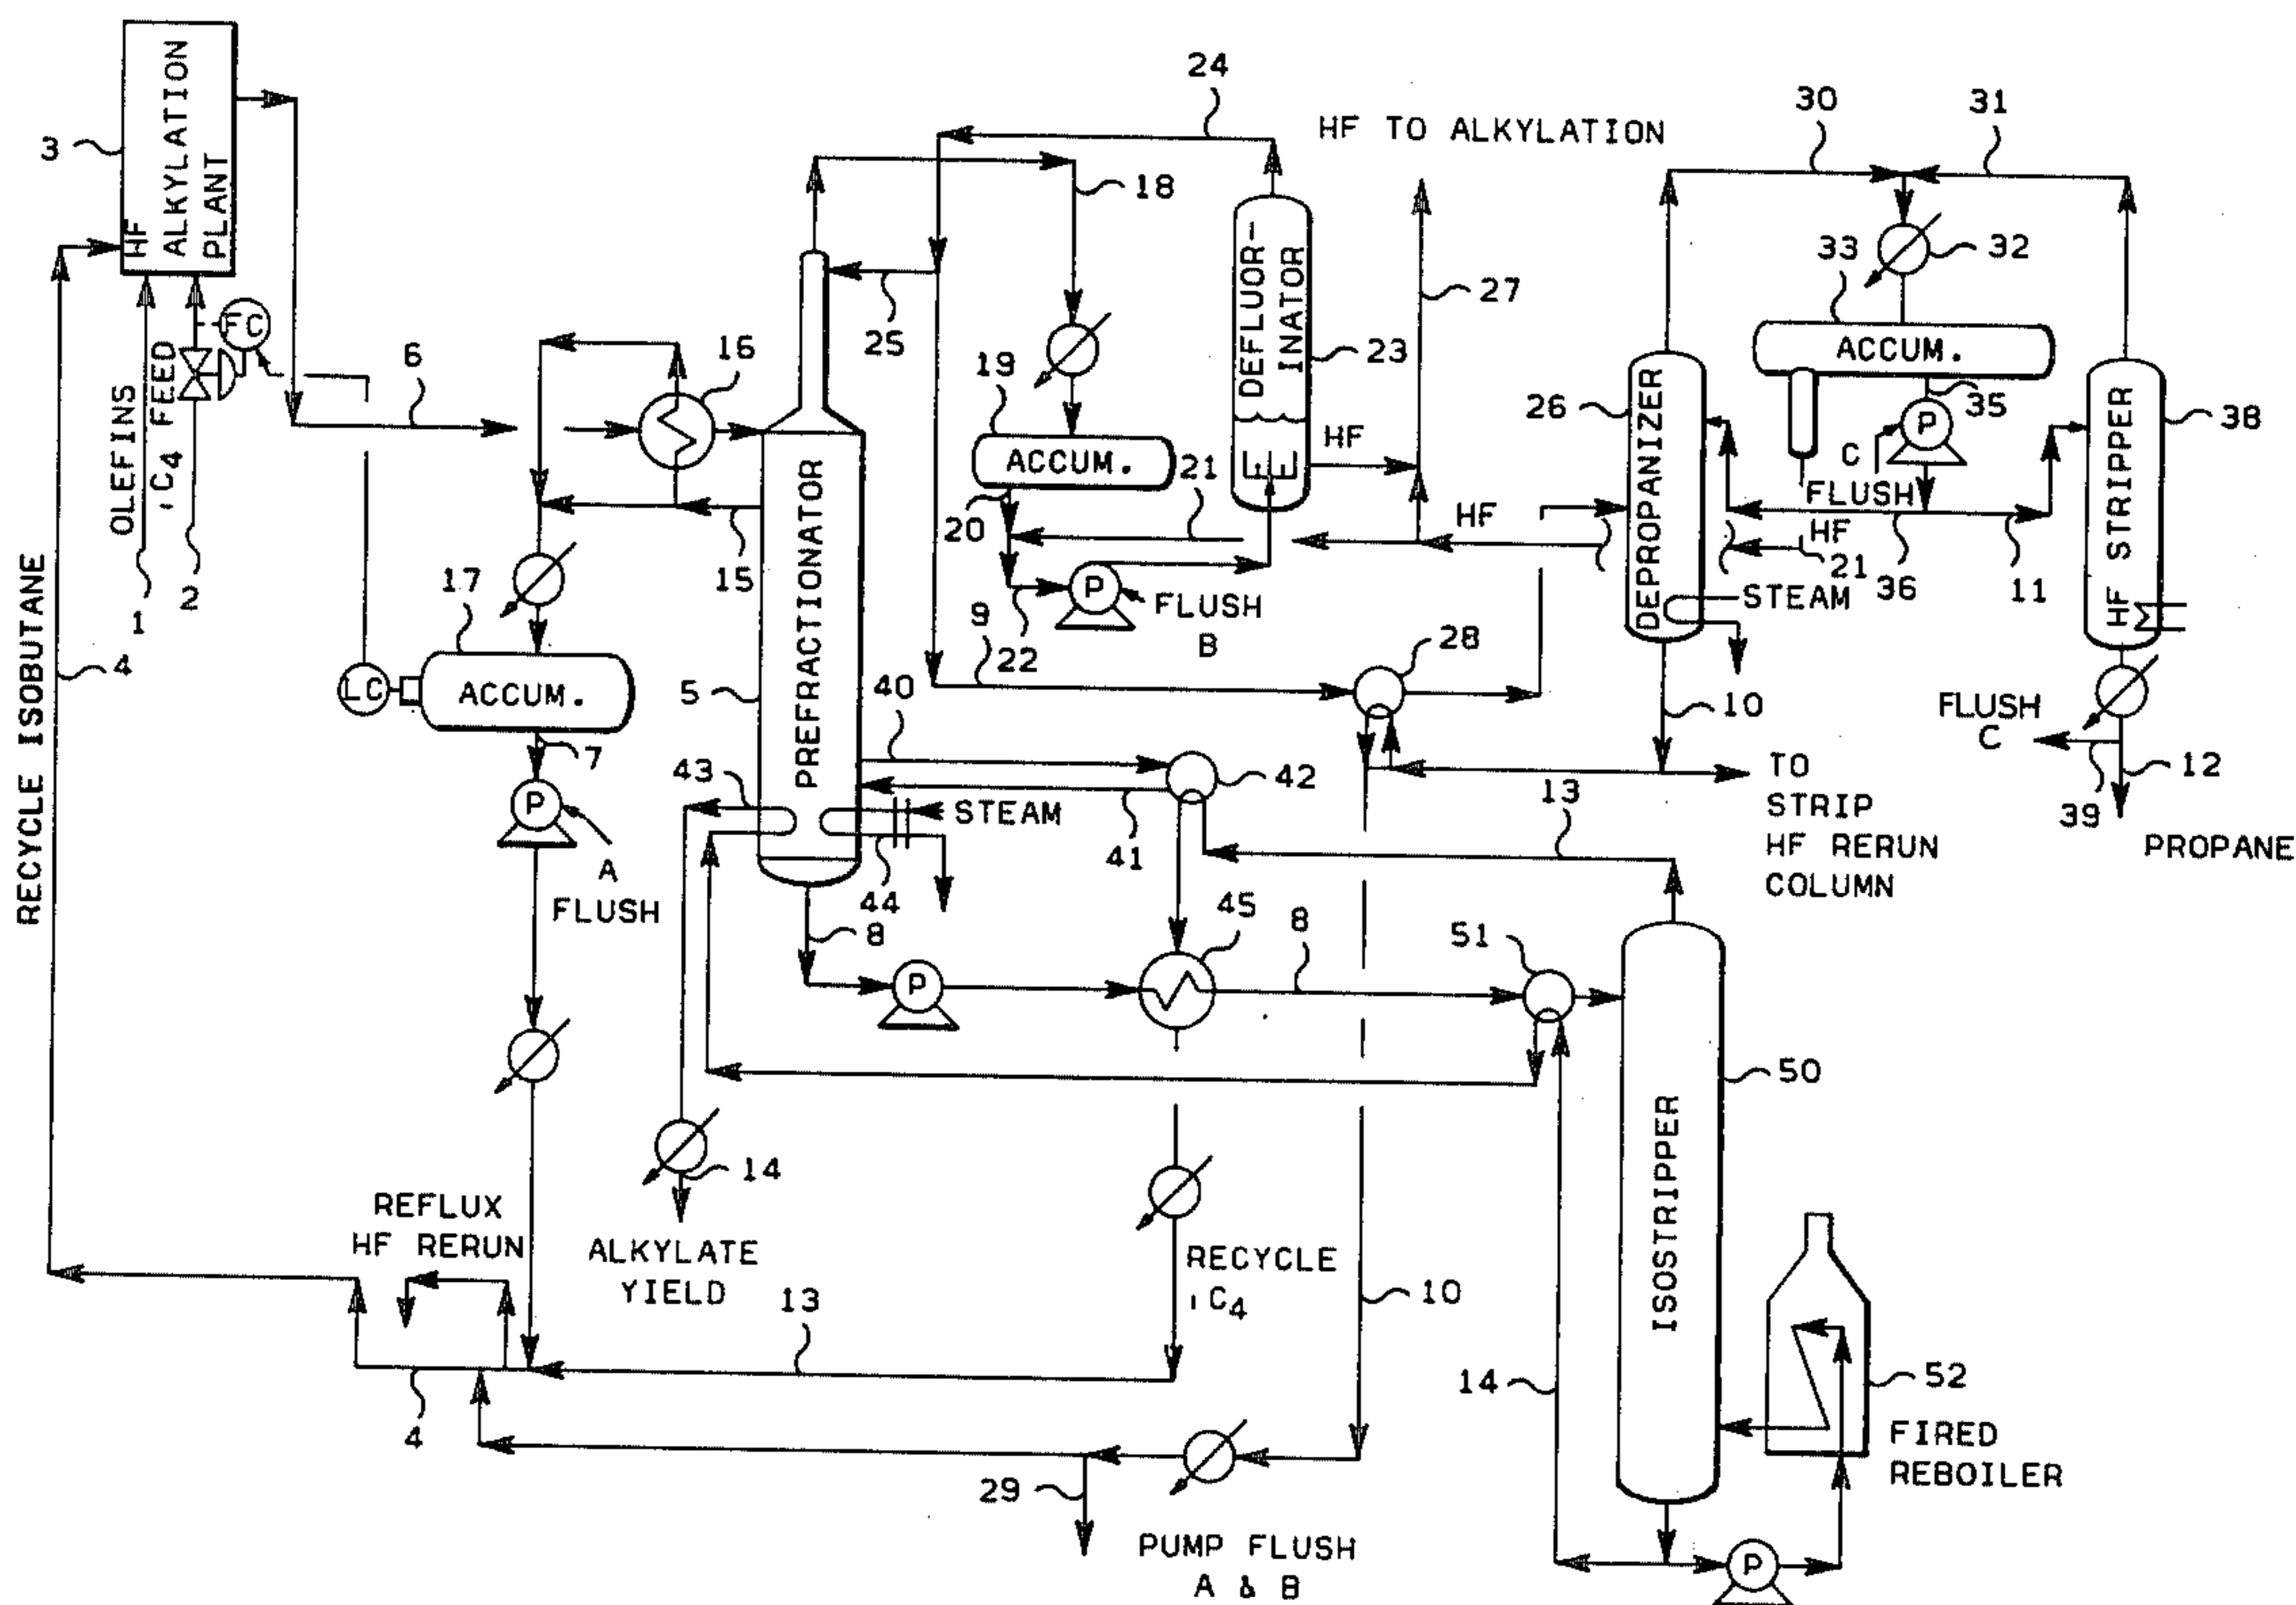 24
HF TO ALKYLATION
30
31
3
HF
ALKYLATION
PLANT
18
33
32
DEFLUOR-
INATOR
27
FC
25
ACCUM.
6
16
19
23
26
35
38
P
HF
C
OLEFINS
iC4 FEED
ACCUM.
21
DEPROPANIZER
FLUSH
HF STRIPPER
20
HF
HF
15
21
1
2
17
P
FLUSH
B
9
22
STEAM
36
11
28
PREFRACTIONATOR
RECYCLE ISOBUTANE
4
LC
ACCUM.
5
40
10
FLUSH
C
7
43
42
TO
STRIP
HF RERUN
COLUMN
12
39
P
STEAM
13
41
PROPANE
A
FLUSH
44
45
8
8
51
P
50
ISOSTRIPPER
14
REFLUX
HF RERUN
ALKYLATE
YIELD
RECYCLE
iC4
10
13
14
52
4
FIRED
REBOILER
29
PUMP FLUSH
A & B
P